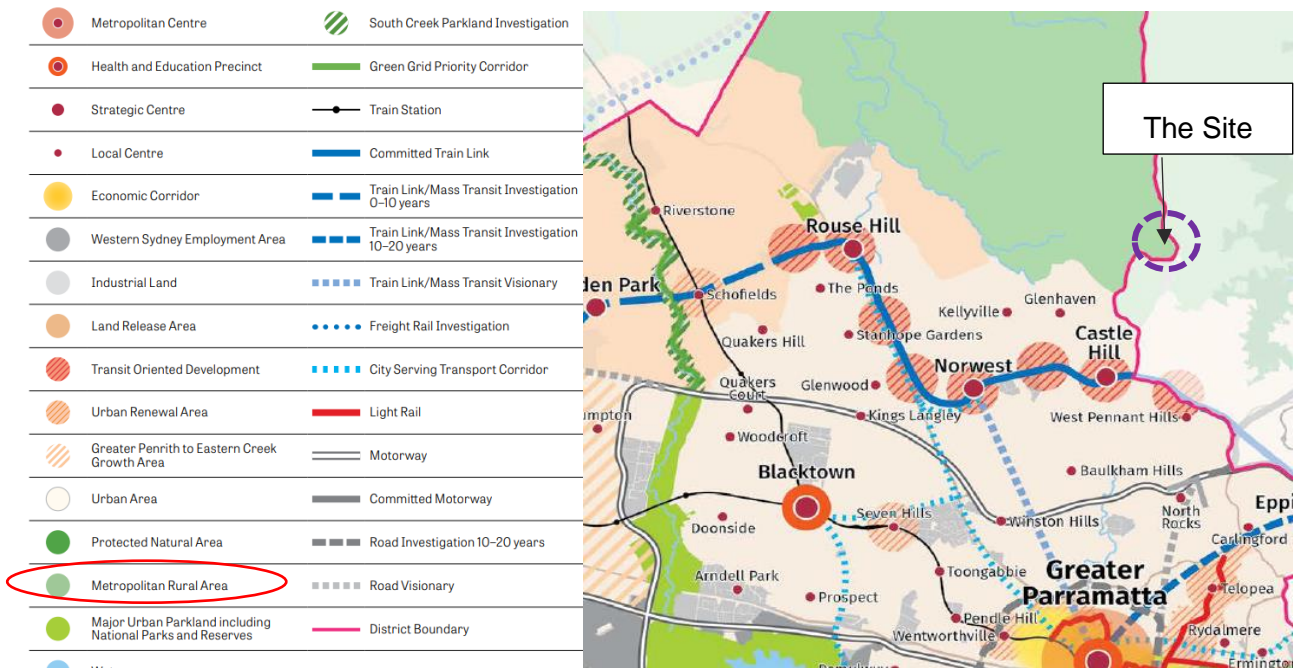 Metropolitan Centre
Health and Education Precinct
Strategic Centre
Local Centre
Economic Corridor
Western Sydney Employment Area
Industrial Land
Land Release Area
Transit Oriented Development
Urban Renewal Area
Greater Penrith to Eastern Creek
Growth Area
Urban Area
Protected Natural Area
Metropolitan Rural Area
Major Urban Parkland including
National Parks and Reserves
South Creek Parkland Investigation
Green Grid Priority Corridor
Train Station
Committed Train Link
Train Link/Mass Transit Investigation
0–10 years
Train Link/Mass Transit Investigation
10–20 years
Train Link/Mass Transit Visionary
Freight Rail Investigation
City Serving Transport Corridor
Light Rail
Motorway
Committed Motorway
Road Investigation 10–20 years
Road Visionary
District Boundary
The Site
Riverstone
Rouse Hill
den Park
Schofields
The Ponds
Glenhaven
Kellyville
Quakers Hill
Stanhope Gardens
Castle
Hill
Norwest
Quakers
Court
Glenwood
Kings Langley
West Pennant Hills
umpton
Woodcroft
Blacktown
Baulkham Hills
Seven Hills
Winston Hills
North
Rocks
Eppi
Doonside
Carlingford
Arndell Park
Toongabbie
Greater
Parramatta
Telopea
Prospect
Pendle Hill
Wentworthville
Rydalmere
Ermington